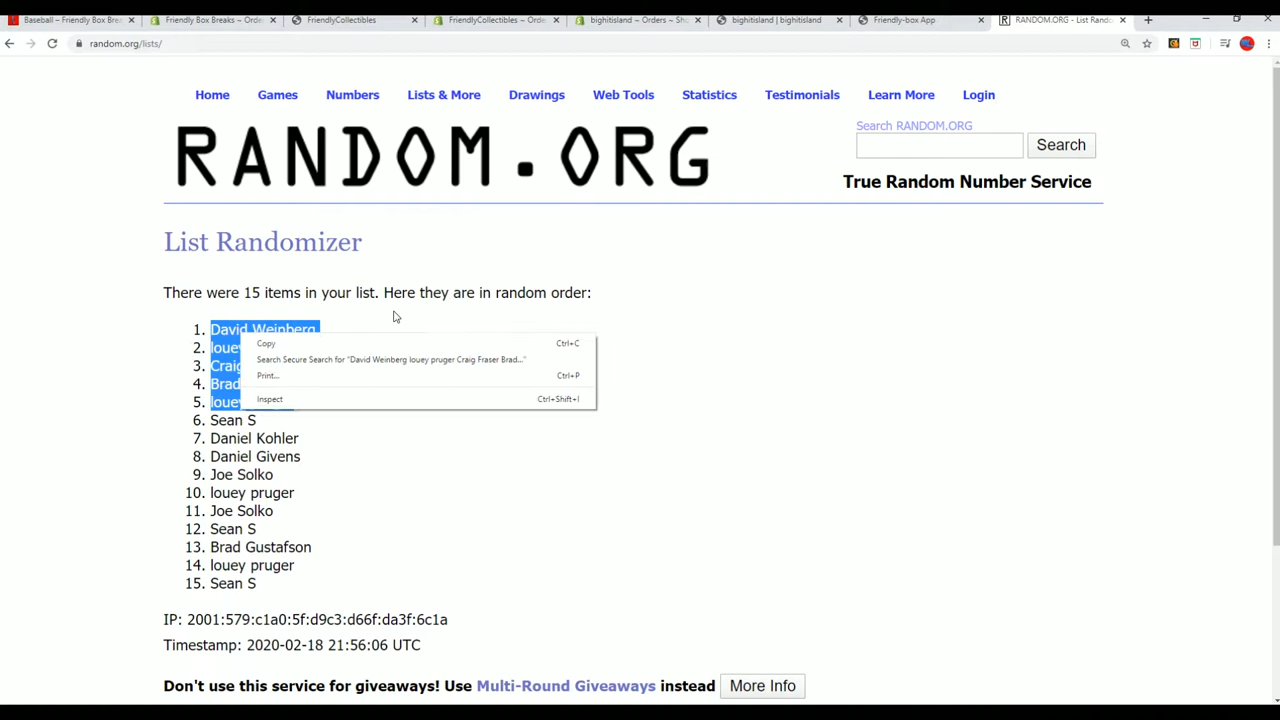 Baseball – Friendly Box Brea
Friendly Box Breaks ~ Orders
FriendlyCollectibles
FriendlyCollectibles ~ Orde
bighitisland ~ Orders ~ Sho
bighitisland | bighitisland
Friendly-box App
RANDOM.ORG - List Rando
random.org/lists/
Home Games Numbers Lists & More Drawings Web Tools Statistics Testimonials Learn More Login
RANDOM.ORG
Search RANDOM.ORG
Search
True Random Number Service
List Randomizer
There were 15 items in your list. Here they are in random order:
1. David Weinberg
2. louey
3. Craig
4. Brad
5. louey
Copy Ctrl+C
Search Secure Search for "David Weinberg louey pruger Craig Fraser Brad..."
Print... Ctrl+P
Inspect Ctrl+Shift+I
6. Sean S
7. Daniel Kohler
8. Daniel Givens
9. Joe Solko
10. louey pruger
11. Joe Solko
12. Sean S
13. Brad Gustafson
14. louey pruger
15. Sean S
IP: 2001:579:c1a0:5f:d9c3:d66f:da3f:6c1a
Timestamp: 2020-02-18 21:56:06 UTC
Don't use this service for giveaways! Use Multi-Round Giveaways instead More Info